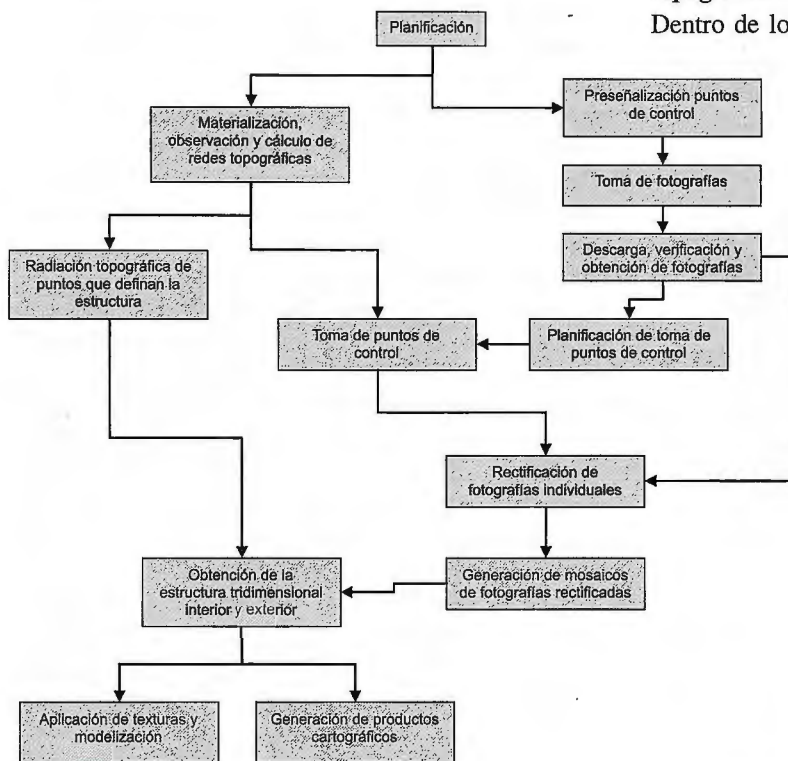 Dentro de lo
Planificación
Preseñalización puntos
de control
Materialización,
observación y cálculo de
redes topográficas
Toma de fotografías
Descarga, verificación y
obtención de fotografías
Radiación topográfica de
puntos que definan la
estructura
Toma de puntos de
control
Planificación de toma de
puntos de control
Rectificación de
fotografías individuales
Obtención de la
estructura tridimensional
interior y exterior
Generación de mosaicos
de fotografías rectificadas
Aplicación de texturas y
modelización
Generación de productos
cartográficos